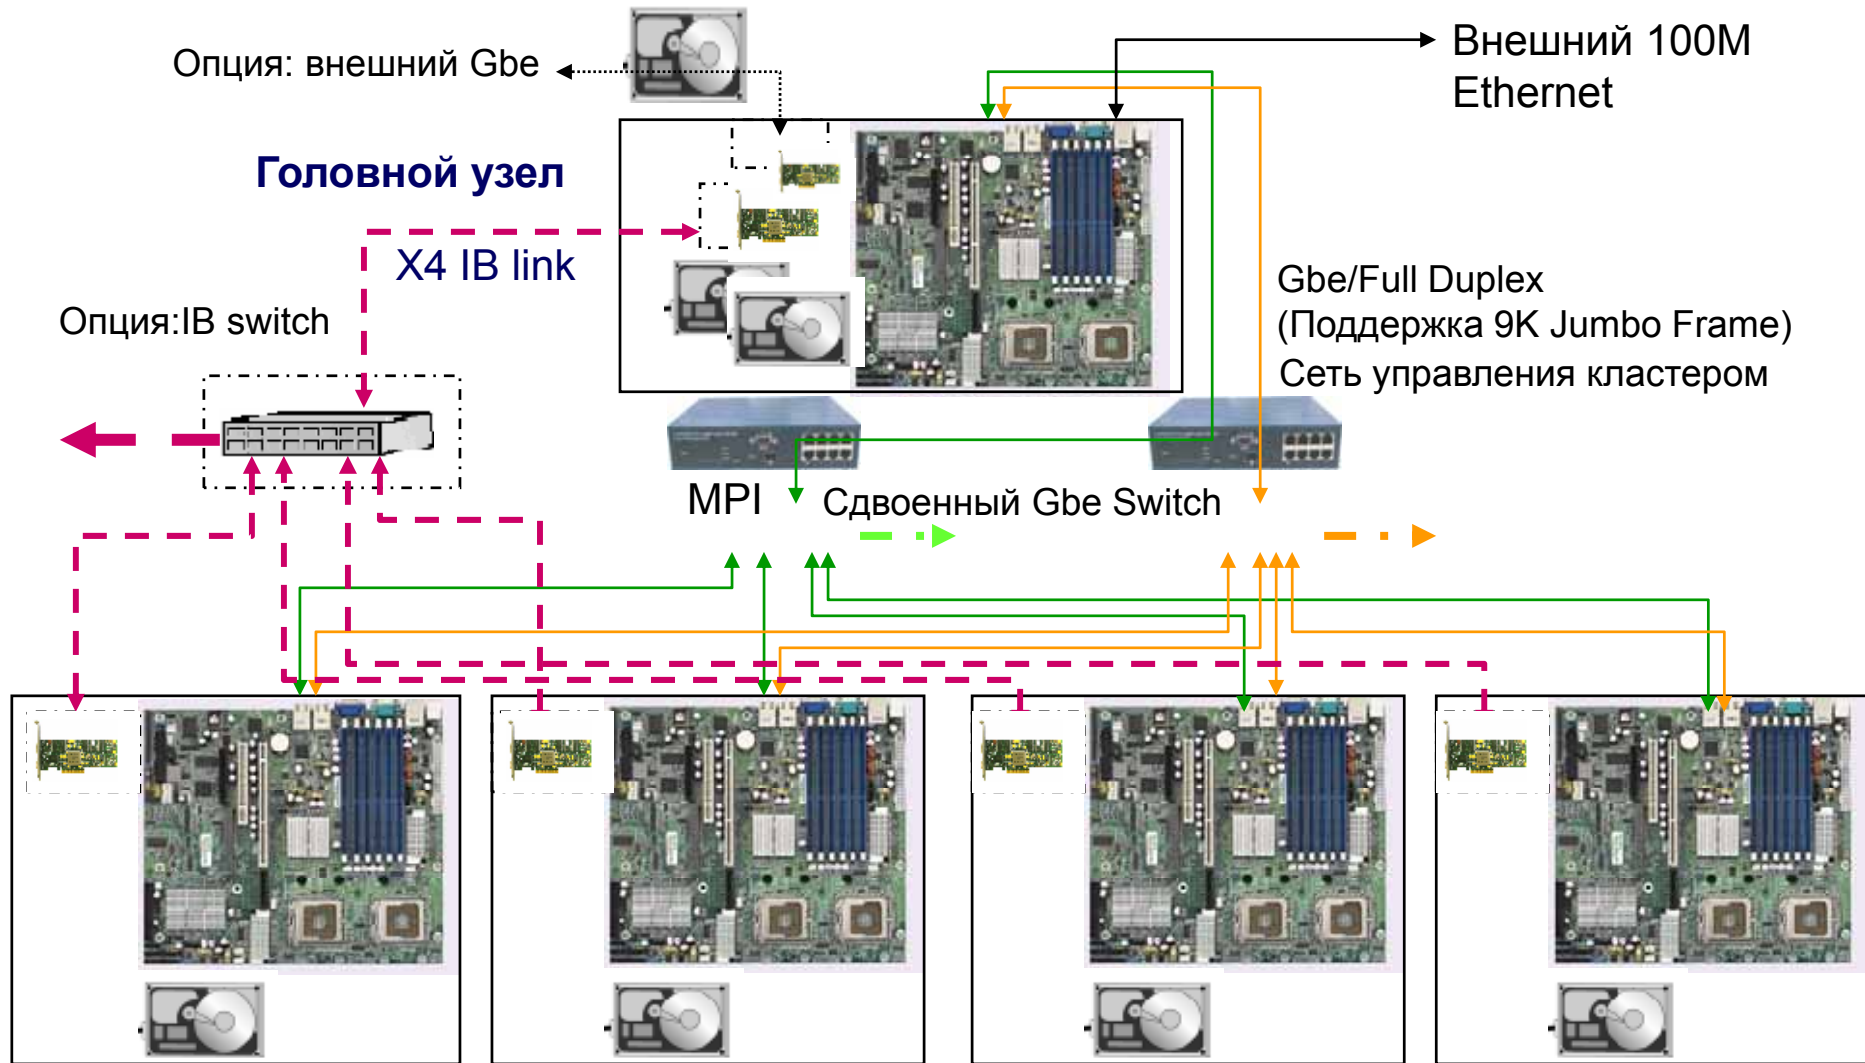 Опция: внешний Gbe
Внешний 100М
Ethernet
Головной узел
X4 IB link
Опция:IB switch
Gbe/Full Duplex
(Поддержка 9K Jumbo Frame)
Сеть управления кластером
MPI
Сдвоенный Gbe Switch